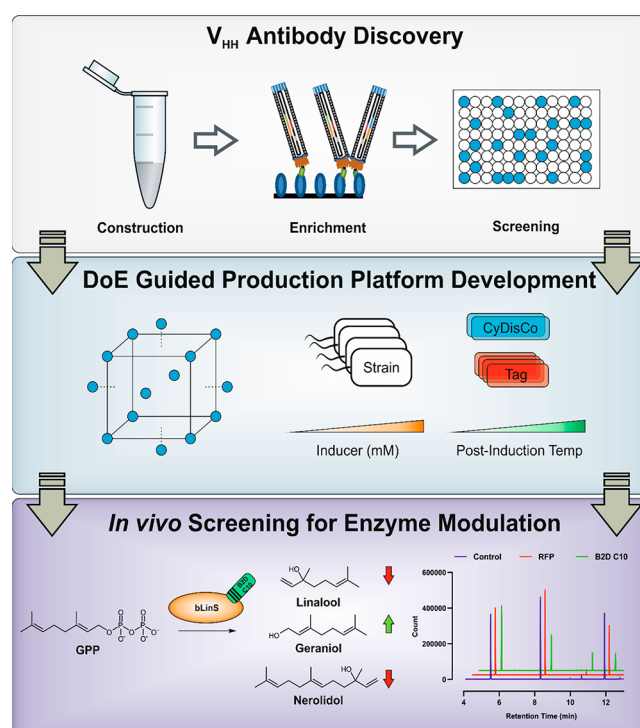 VHH Antibody Discovery
Construction
Enrichment
Screening
DoE Guided Production Platform Development
Strain
CyDisCo
Tag
Inducer (mM)
Post-Induction Temp
In vivo Screening for Enzyme Modulation
GPP
O O
P P
O O O-
O- O-
bLinS
B2D
C10
HO
Linalool
HO
Geraniol
HO
Nerolidol
Control RFP B2D C10
Count
600000
400000
200000
0
4 6 8 10 12
Retention Time (min)